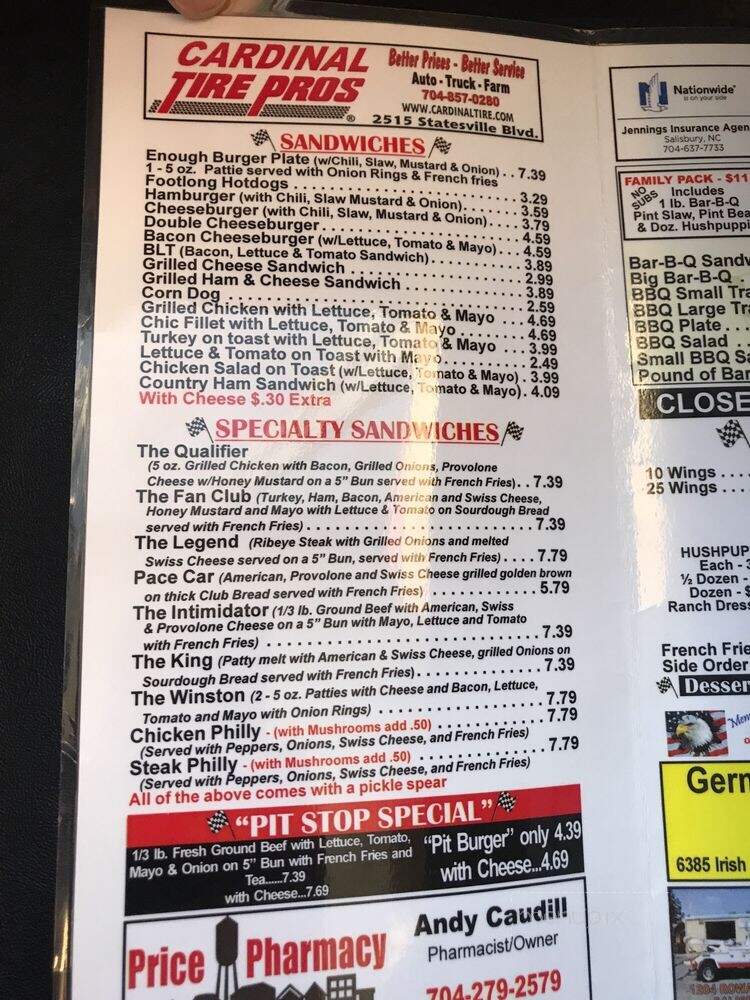 CARDINAL
TIRE PROS®
Better Prices - Better Service
Auto - Truck - Farm
704-857-0280
WWW.CARDINALTIRE.COM
2515 Statesville Blvd.
SANDWICHES
Enough Burger Plate (w/Chili, Slaw, Mustard & Onion) . . 7.39
1 - 5 oz. Pattie served with Onion Rings & French fries
Footlong Hotdogs . . . . . . . . . . . . . . . . 3.29
Hamburger (with Chili, Slaw Mustard & Onion). . . . . 3.59
Cheeseburger (with Chili, Slaw, Mustard & Onion). . . . 3.79
Double Cheeseburger. . . . . . . . . . . . . . . 4.59
Bacon Cheeseburger (w/Lettuce, Tomato & Mayo). . . 4.59
BLT (Bacon, Lettuce & Tomato Sandwich). . . . . . . 3.89
Grilled Cheese Sandwich . . . . . . . . . . . . . 2.99
Grilled Ham & Cheese Sandwich . . . . . . . . . . 3.89
Corn Dog . . . . . . . . . . . . . . . . . . . . 2.59
Grilled Chicken with Lettuce, Tomato & Mayo . . . 4.69
Chic Fillet with Lettuce, Tomato & Mayo . . . . . . 4.69
Turkey on toast with Lettuce, Tomato & Mayo . . . 3.99
Lettuce & Tomato on Toast with Mayo. . . . . . . . 2.49
Chicken Salad on Toast (w/Lettuce, Tomato & Mayo) . 3.99
Country Ham Sandwich (w/Lettuce, Tomato & Mayo). 4.09
With Cheese $.30 Extra
SPECIALTY SANDWICHES
The Qualifier
(5 oz. Grilled Chicken with Bacon, Grilled Onions, Provolone
Cheese w/Honey Mustard on a 5" Bun served with French Fries). . 7.39
The Fan Club (Turkey, Ham, Bacon, American and Swiss Cheese,
Honey Mustard and Mayo with Lettuce & Tomato on Sourdough Bread
served with French Fries) . . . . . . . . . . . . . . . . 7.39
The Legend (Ribeye Steak with Grilled Onions and melted
Swiss Cheese served on a 5" Bun, served with French Fries) . . . . 7.79
Pace Car (American, Provolone and Swiss Cheese grilled golden brown
on thick Club Bread served with French Fries) . . . . . . . . 5.79
The Intimidator (1/3 lb. Ground Beef with American, Swiss
& Provolone Cheese on a 5" Bun with Mayo, Lettuce and Tomato
with French Fries) . . . . . . . . . . . . . . . . . . . 7.39
The King (Patty melt with American & Swiss Cheese, grilled Onions on
Sourdough Bread served with French Fries). . . . . . . . . . 7.39
The Winston (2 - 5 oz. Patties with Cheese and Bacon, Lettuce,
Tomato and Mayo with Onion Rings) . . . . . . . . . . . . 7.79
Chicken Philly - (with Mushrooms add .50) . . . . . . . . 7.79
(Served with Peppers, Onions, Swiss Cheese, and French Fries)
Steak Philly - (with Mushrooms add .50) . . . . . . . . . 7.79
(Served with Peppers, Onions, Swiss Cheese, and French Fries)
All of the above comes with a pickle spear
"PIT STOP SPECIAL"
1/3 lb. Fresh Ground Beef with Lettuce, Tomato,
Mayo & Onion on 5" Bun with French Fries and
Tea......7.39
with Cheese...7.69
"Pit Burger" only 4.39
with Cheese...4.69
Price Pharmacy
Andy Caudill
Pharmacist/Owner
704-279-2579
Nationwide®
is on your side
Jennings Insurance Agen
Salisbury, NC
704-637-7733
FAMILY PACK - $11
NO SUBS
Includes
1 lb. Bar-B-Q
Pint Slaw, Pint Bea
& Doz. Hushpuppi
Bar-B-Q Sandw
Big Bar-B-Q .
BBQ Small Tra
BBQ Large Tra
BBQ Plate . . .
BBQ Salad . .
Small BBQ Sa
Pound of Bar
CLOSE
10 Wings . . . .
25 Wings . . . .
HUSHPUP
Each - 3
½ Dozen -
Dozen - $
Ranch Dress
French Frie
Side Order
Desser
Gern
6385 Irish